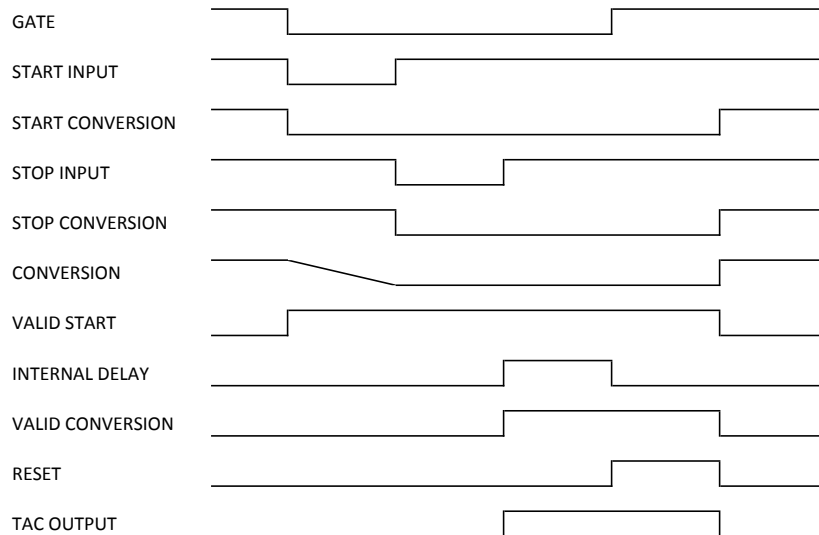 GATE
START INPUT
START CONVERSION
STOP INPUT
STOP CONVERSION
CONVERSION
VALID START
INTERNAL DELAY
VALID CONVERSION
RESET
TAC OUTPUT